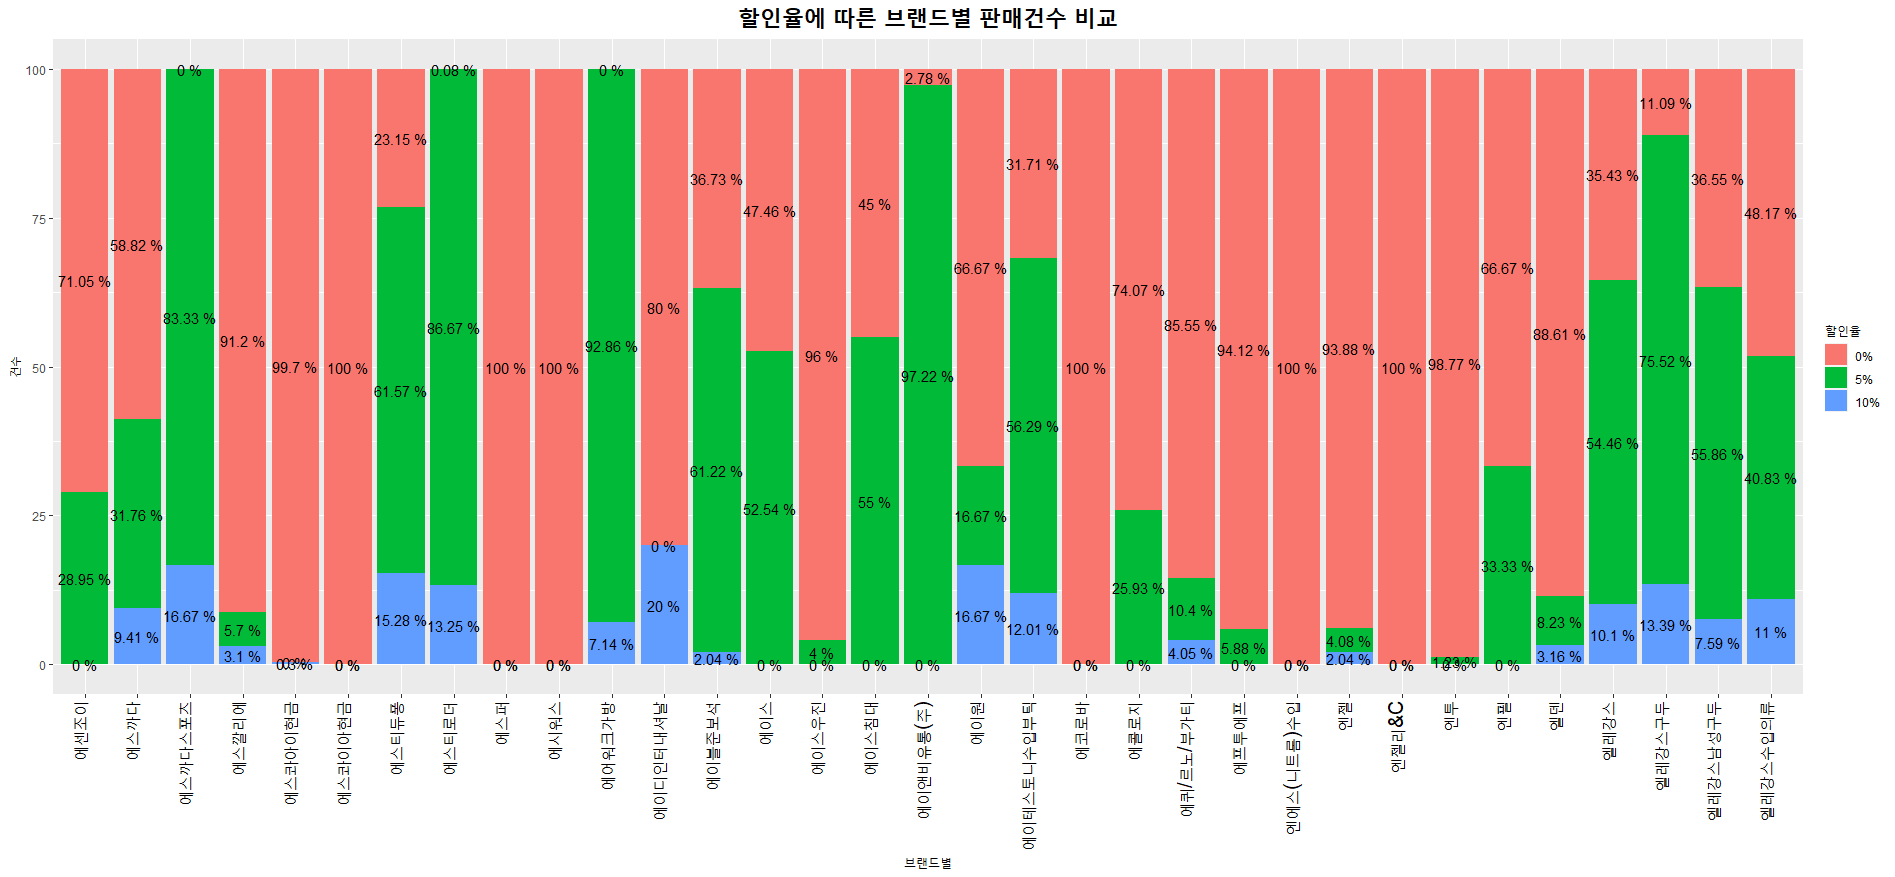 할인율에 따른 브랜드별 판매건수 비교
건수
100
75
50
25
0
71.05 %
28.95 %
0 %
58.82 %
31.76 %
9.41 %
0 %
83.33 %
16.67 %
91.2 %
5.7 %
3.1 %
99.7 %
0.3 %
0 %
100 %
0 %
23.15 %
61.57 %
15.28 %
0.08 %
86.67 %
13.25 %
100 %
0 %
100 %
0 %
0 %
92.86 %
7.14 %
80 %
0 %
20 %
36.73 %
61.22 %
2.04 %
47.46 %
52.54 %
0 %
96 %
4 %
0 %
45 %
55 %
0 %
2.78 %
97.22 %
0 %
66.67 %
16.67 %
16.67 %
31.71 %
56.29 %
12.01 %
100 %
0 %
74.07 %
25.93 %
0 %
85.55 %
10.4 %
4.05 %
94.12 %
5.88 %
0 %
100 %
0 %
93.88 %
4.08 %
2.04 %
100 %
0 %
98.77 %
1.23 %
0 %
66.67 %
33.33 %
0 %
88.61 %
8.23 %
3.16 %
35.43 %
54.46 %
10.1 %
11.09 %
75.52 %
13.39 %
36.55 %
55.86 %
7.59 %
48.17 %
40.83 %
11 %
에센조이
에스까다
에스까다스포즈
에스깔리에
에스콰이이현금
에스콰이아현금
에스티듀퐁
에스티로더
에스퍼
에시워스
에어워크가방
에이디인터내셔날
에이블준보석
에이스
에이스우진
에이스침대
에이앤비유통(주)
에이원
에이테스토니수입부틱
에코로바
에콜로지
에퀴/르노/부가티
에프투에프
엔에스(니트롬)수입
엔젤
엔젤리&C
엔투
엔필
엘덴
엘레강스
엘레강스구두
엘레강스남성구두
엘레강스수입의류
브랜드별
할인율
0%
5%
10%